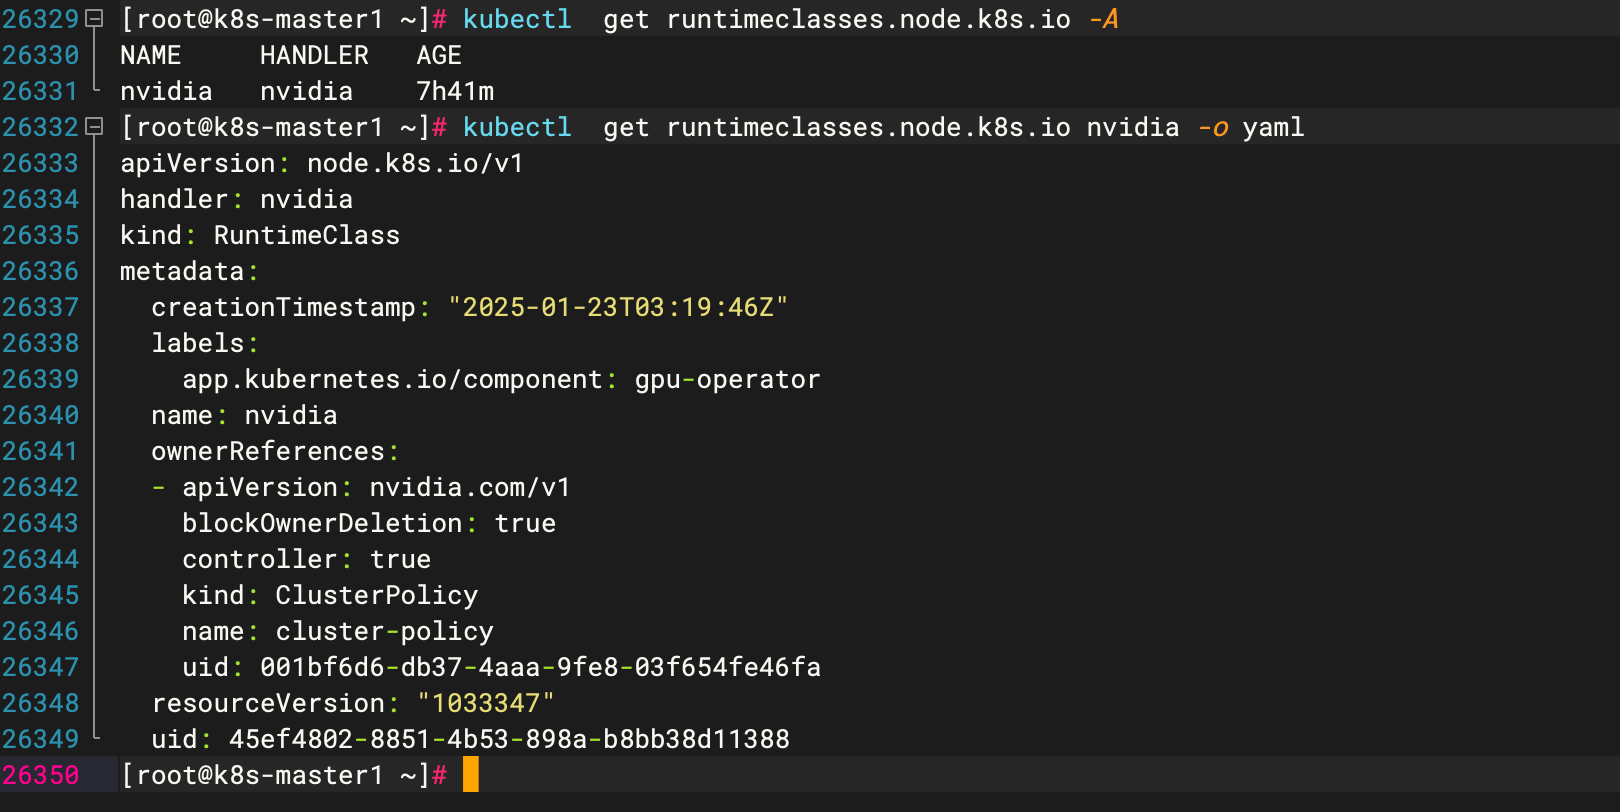 26329 [root@k8s-master1 ~]# kubectl  get runtimeclasses.node.k8s.io -A
26330 NAME     HANDLER   AGE
26331 nvidia   nvidia    7h41m
26332 [root@k8s-master1 ~]# kubectl  get runtimeclasses.node.k8s.io nvidia -o yaml
26333 apiVersion: node.k8s.io/v1
26334 handler: nvidia
26335 kind: RuntimeClass
26336 metadata:
26337   creationTimestamp: "2025-01-23T03:19:46Z"
26338   labels:
26339     app.kubernetes.io/component: gpu-operator
26340   name: nvidia
26341   ownerReferences:
26342   - apiVersion: nvidia.com/v1
26343     blockOwnerDeletion: true
26344     controller: true
26345     kind: ClusterPolicy
26346     name: cluster-policy
26347     uid: 001bf6d6-db37-4aaa-9fe8-03f654fe46fa
26348   resourceVersion: "1033347"
26349   uid: 45ef4802-8851-4b53-898a-b8bb38d11388
26350 [root@k8s-master1 ~]#